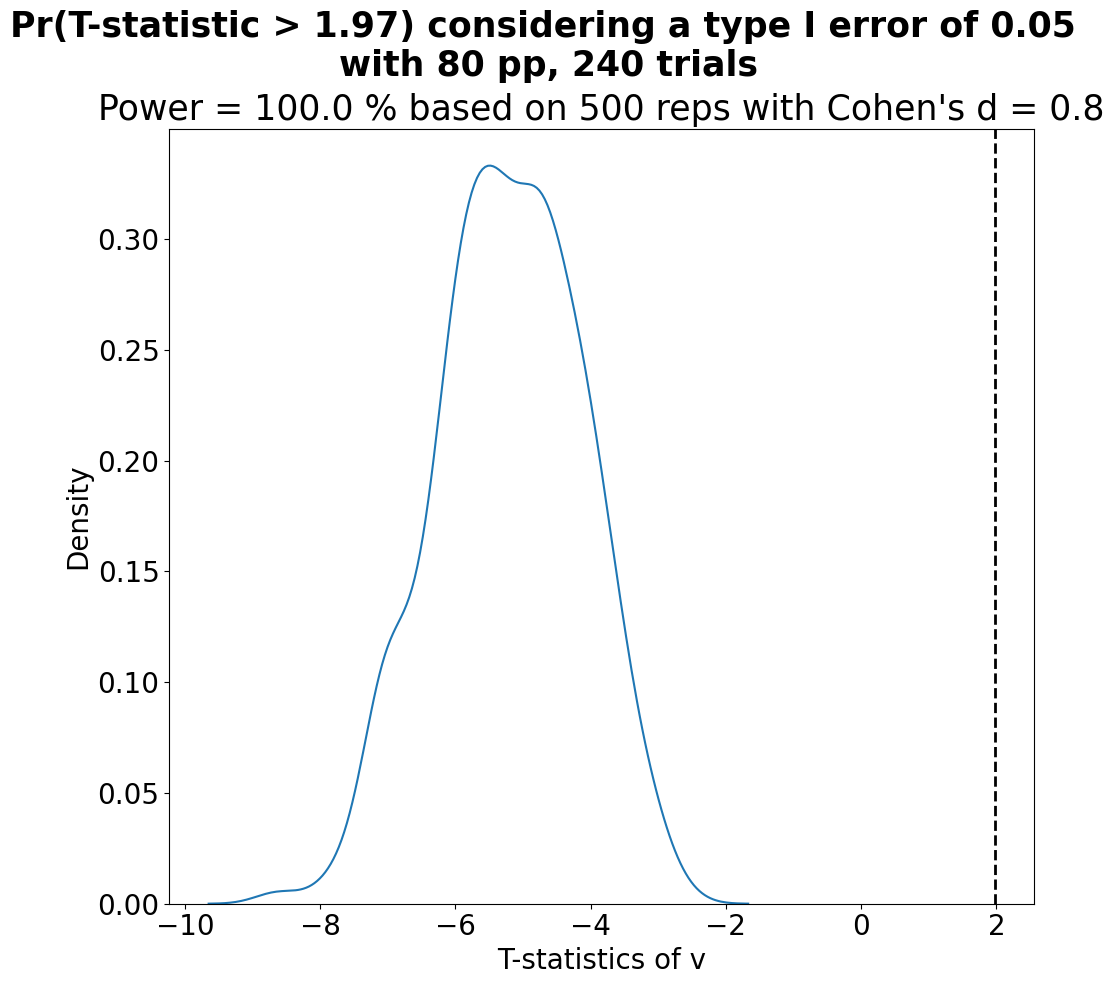 Pr(T-statistic > 1.97) considering a type I error of 0.05
with 80 pp, 240 trials
Power = 100.0 % based on 500 reps with Cohen's d = 0.8
0.30
0.25
0.20
0.15
0.10
0.05
0.00
Density
−10
−8
−6
−4
−2
0
2
T-statistics of v